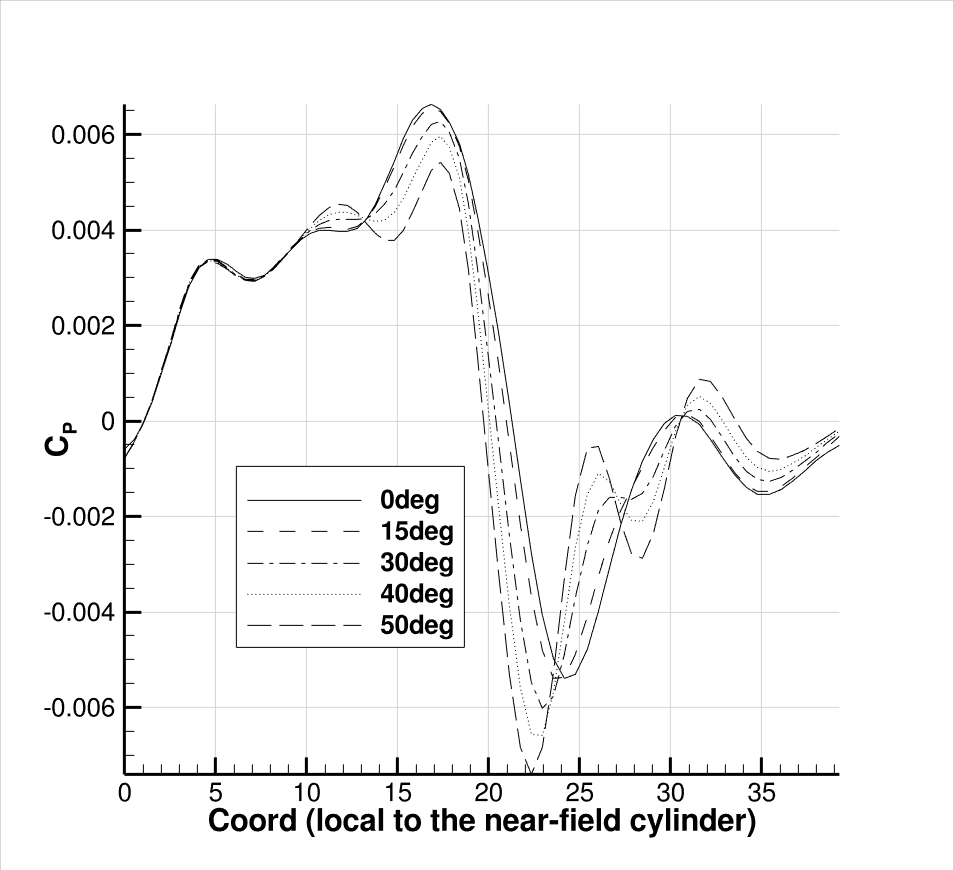 0.006
0.004
0.002
0
-0.002
-0.004
-0.006
CP
0deg
15deg
30deg
40deg
50deg
0 5 10 15 20 25 30 35
Coord (local to the near-field cylinder)